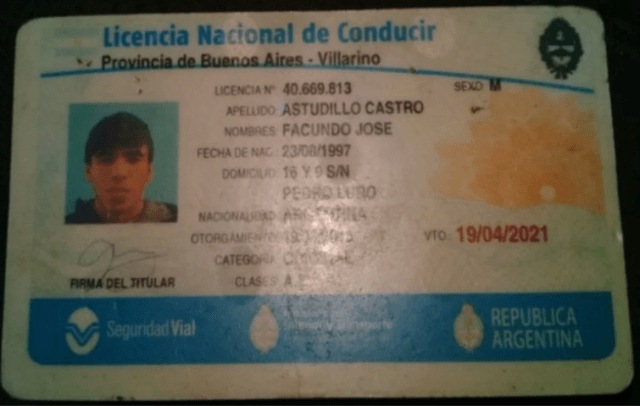 Licencia Nacional de Conducir
Provincia de Buenos Aires - Villarino
LICENCIA Nº 40.669.813 SEXO M
APELLIDO ASTUDILLO CASTRO
NOMBRES FACUNDO JOSE
FECHA DE NAC 23/08/1997
DOMICILIO 16 Y 9 S/N
PEDRO LURO
NACIONALIDAD ARGENTINA
OTORGAMIENTO VTO 19/04/2021
CATEGORIA
FIRMA DEL TITULAR CLASES A
Seguridad Vial
REPUBLICA
ARGENTINA